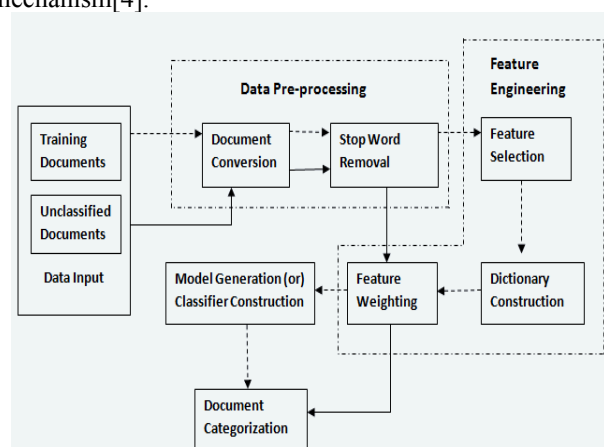 mechanism[4].
Data Pre-processing
Feature
Engineering
Training
Documents
Document
Conversion
Stop Word
Removal
Feature
Selection
Unclassified
Documents
Data Input
Model Generation (or)
Classifier Construction
Feature
Weighting
Dictionary
Construction
Document
Categorization